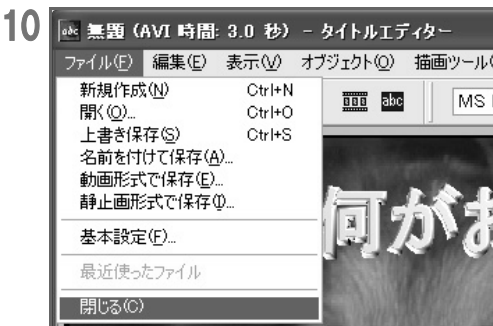 10
abc 無題 (AVI 時間: 3.0 秒) - タイトルエディター
ファイル(F) 編集(E) 表示(V) オブジェクト(O) 描画ツール(
新規作成(N) Ctrl+N
開く(O)... Ctrl+O
上書き保存(S) Ctrl+S
名前を付けて保存(A)...
動画形式で保存(E)...
静止画形式で保存(I)...
基本設定(F)...
最近使ったファイル
閉じる(C)
abc MS
何がお